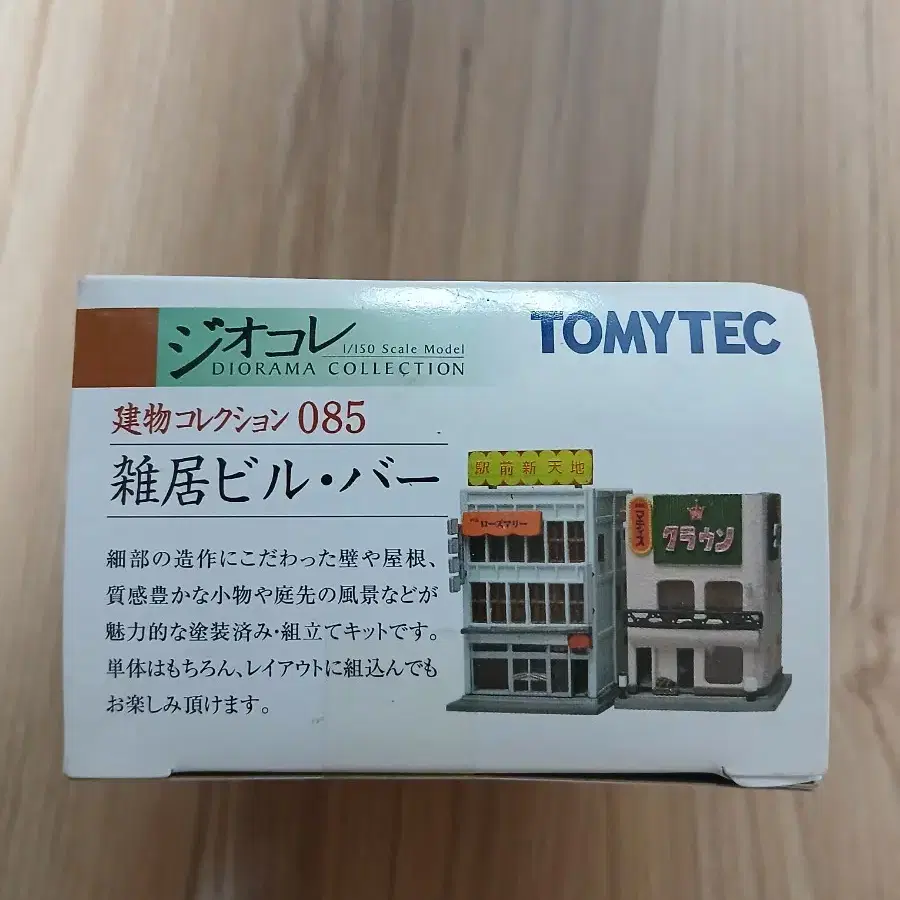 ジオコレ
1/150 Scale Model
DIORAMA COLLECTION
TOMYTEC
建物コレクション 085
雑居ビル・バー
細部の造作にこだわった壁や屋根、
質感豊かな小物や庭先の風景などが
魅力的な塗装済み・組立てキットです。
単体はもちろん、レイアウトに組込んでも
お楽しみ頂けます。
駅前新天地
ローズマリー
マティス
クラウン